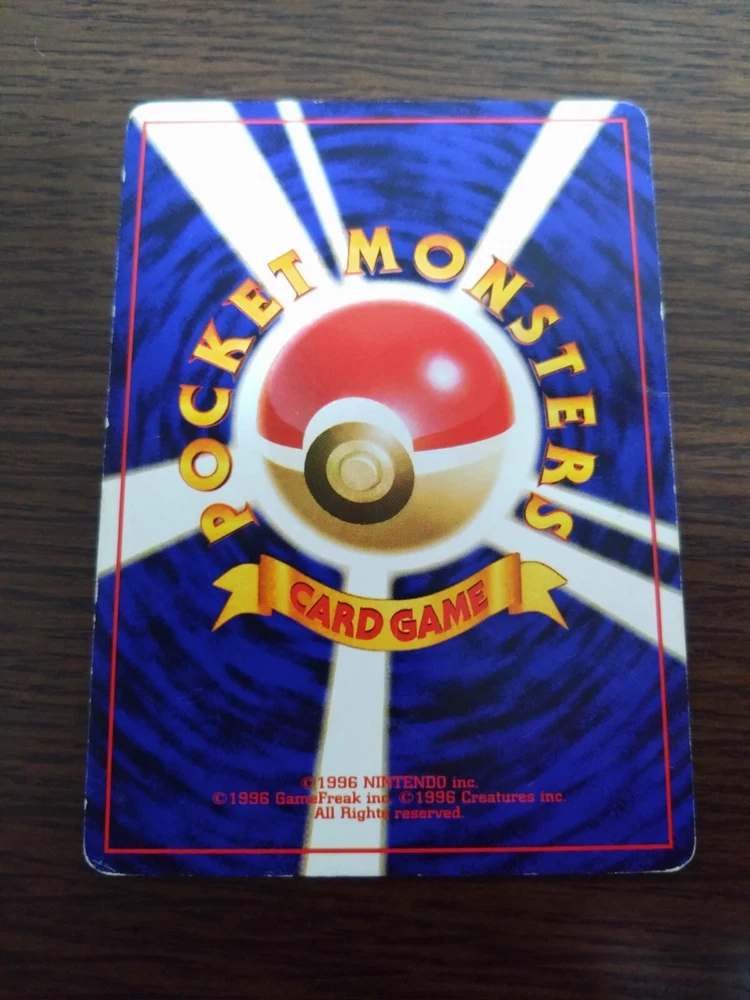 POCKET MONSTERS
CARD GAME
©1996 NINTENDO inc.
©1996 GameFreak inc. ©1996 Creatures inc.
All Rights reserved.